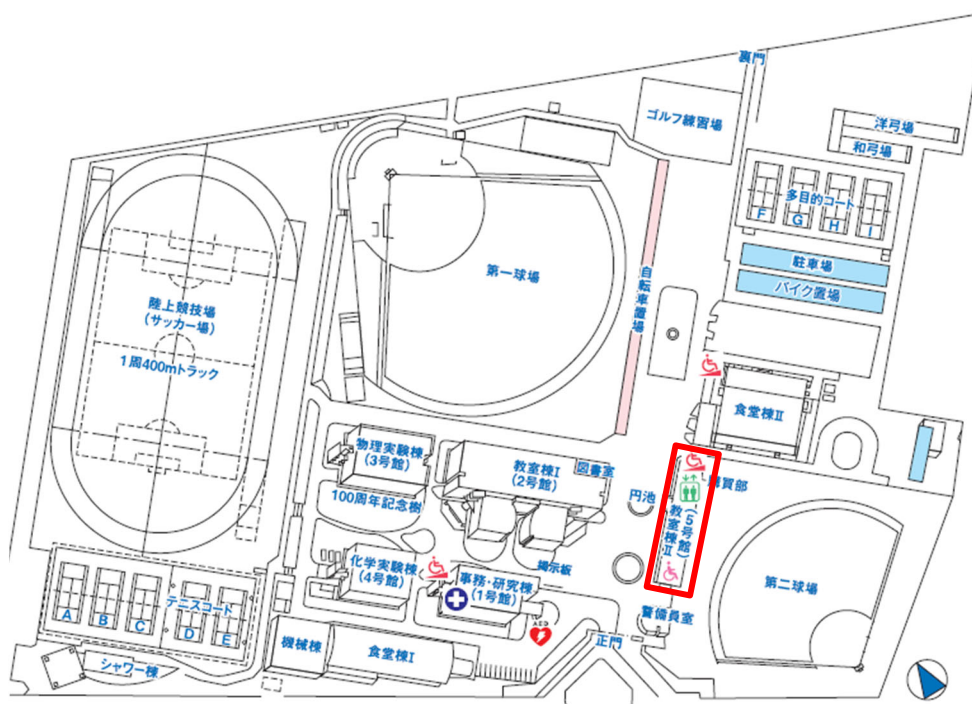 裏門
ゴルフ練習場
洋弓場
和弓場
多目的コート
F
G
H
I
駐車場
バイク置場
第一球場
自転車置場
陸上競技場
(サッカー場)
1周400mトラック
食堂棟II
物理実験棟
(3号館)
100周年記念樹
教室棟I
(2号館)
図書室
円池
購買部
教室棟II
(5号館)
第二球場
化学実験棟
(4号館)
事務・研究棟
(1号館)
掲示板
AED
警備員室
正門
テニスコート
A
B
C
D
E
シャワー棟
機械棟
食堂棟I